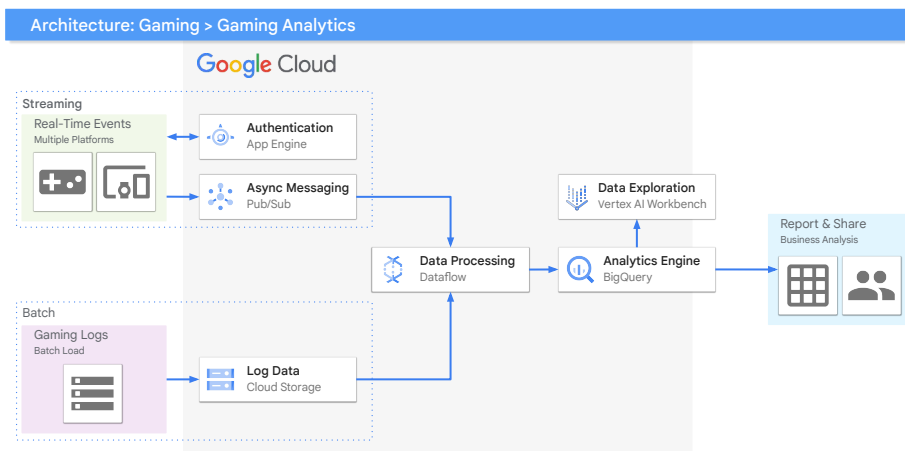 Architecture: Gaming > Gaming Analytics
Google Cloud
Streaming
Real-Time Events
Multiple Platforms
Authentication
App Engine
Async Messaging
Pub/Sub
Data Exploration
Vertex AI Workbench
Data Processing
Dataflow
Analytics Engine
BigQuery
Report & Share
Business Analysis
Batch
Gaming Logs
Batch Load
Log Data
Cloud Storage